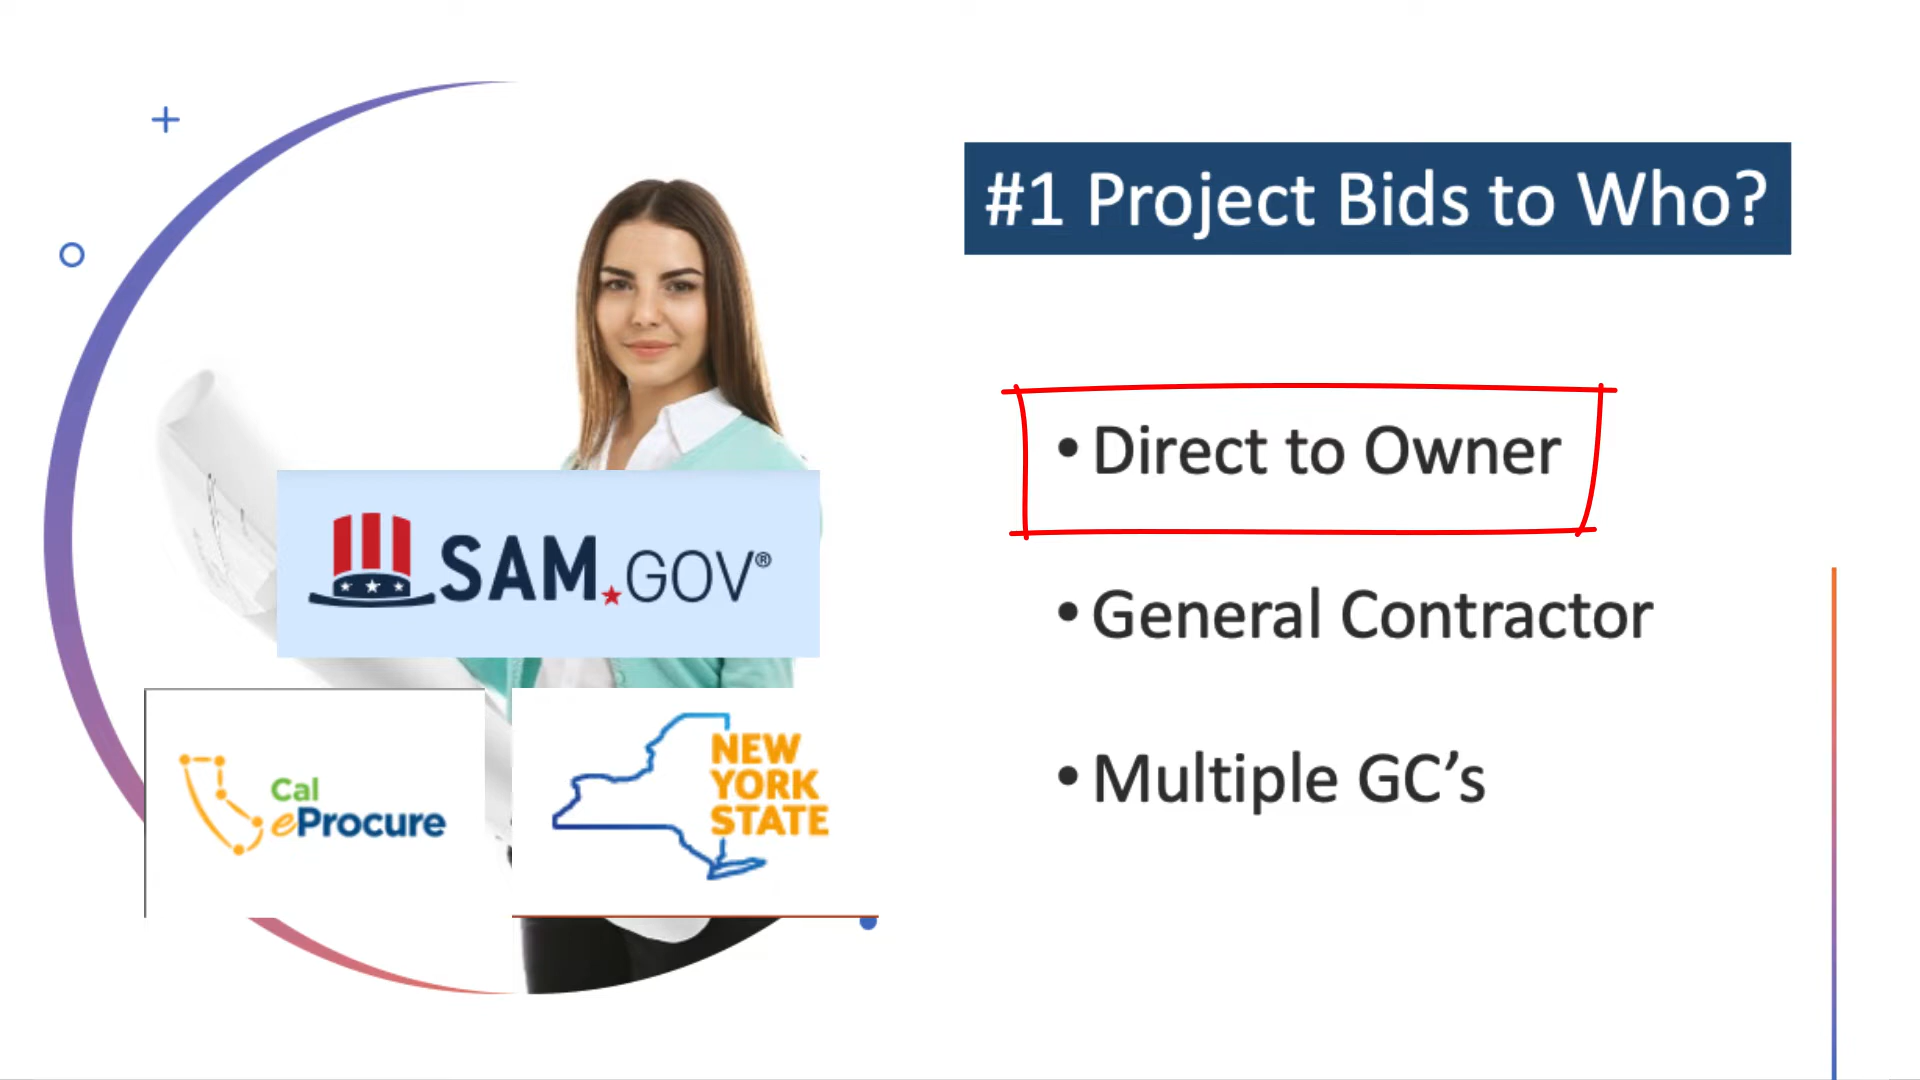 #1 Project Bids to Who?
• Direct to Owner
• General Contractor
• Multiple GC’s
SAM.GOV®
Cal
eProcure
NEW
YORK
STATE